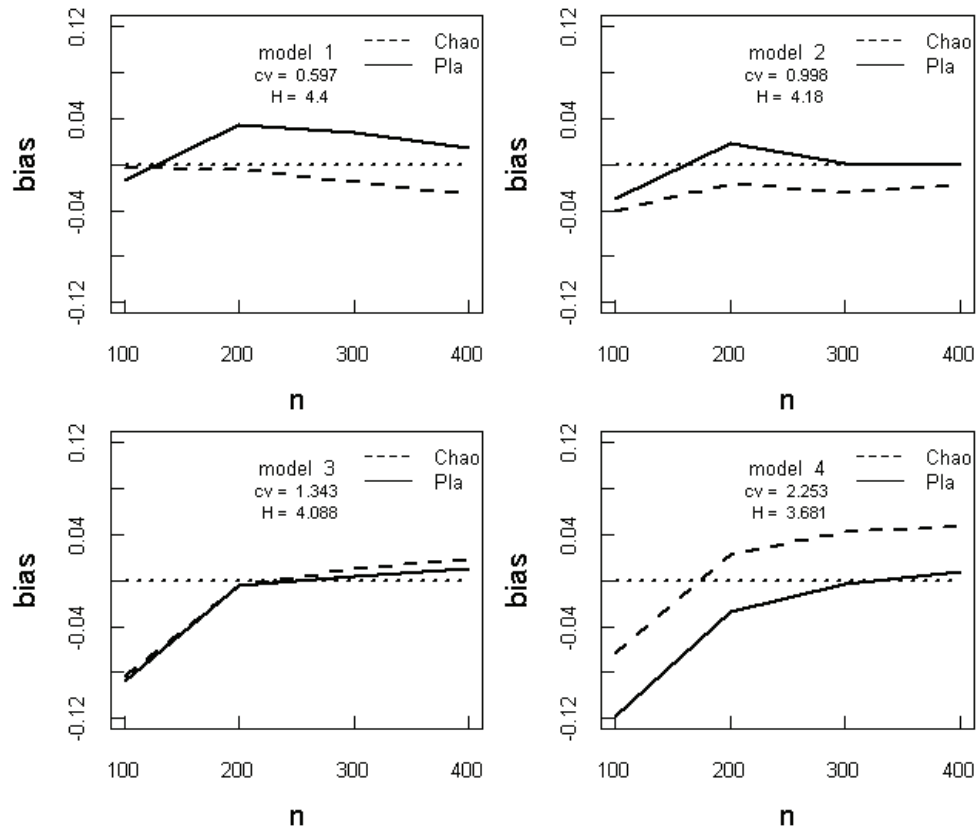 0.12
0.04
-0.04
-0.12
bias
model 1
cv = 0.597
H = 4.4
Chao
Pla
100 200 300 400
n
0.12
0.04
-0.04
-0.12
bias
model 2
cv = 0.998
H = 4.18
Chao
Pla
100 200 300 400
n
0.12
0.04
-0.04
-0.12
bias
model 3
cv = 1.343
H = 4.088
Chao
Pla
100 200 300 400
n
0.12
0.04
-0.04
-0.12
bias
model 4
cv = 2.253
H = 3.681
Chao
Pla
100 200 300 400
n